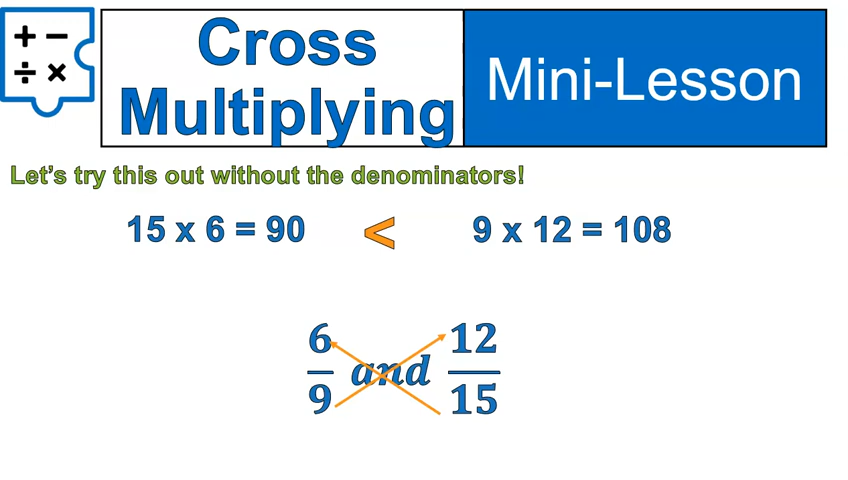 + −
÷ ×
Cross
Multiplying
Mini-Lesson
Let's try this out without the denominators!
15 x 6 = 90 < 9 x 12 = 108
6/9 and 12/15